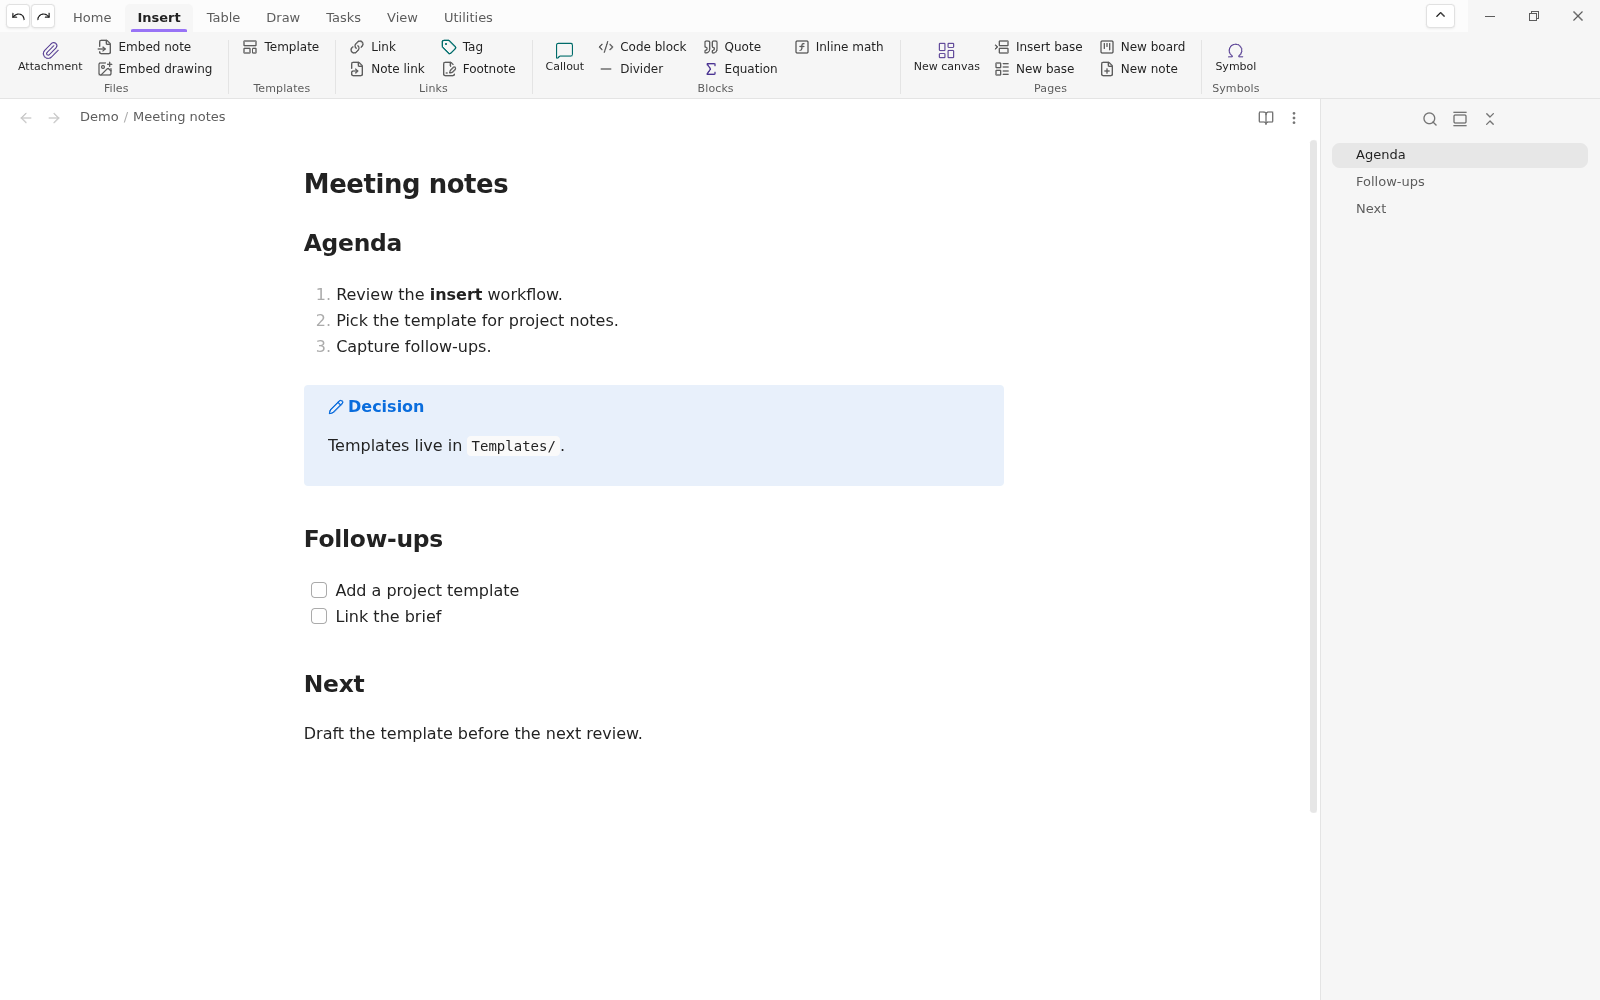 Home Insert Table Draw Tasks View Utilities
Attachment
Embed note
Embed drawing
Files
Template
Templates
Link
Note link
Tag
Footnote
Links
Callout
Code block
Divider
Quote
Equation
Inline math
Blocks
New canvas
Insert base
New base
New board
New note
Pages
Symbol
Symbols
Demo / Meeting notes
Meeting notes
Agenda
1. Review the insert workflow.
2. Pick the template for project notes.
3. Capture follow-ups.
Decision
Templates live in Templates/.
Follow-ups
Add a project template
Link the brief
Next
Draft the template before the next review.
Agenda
Follow-ups
Next